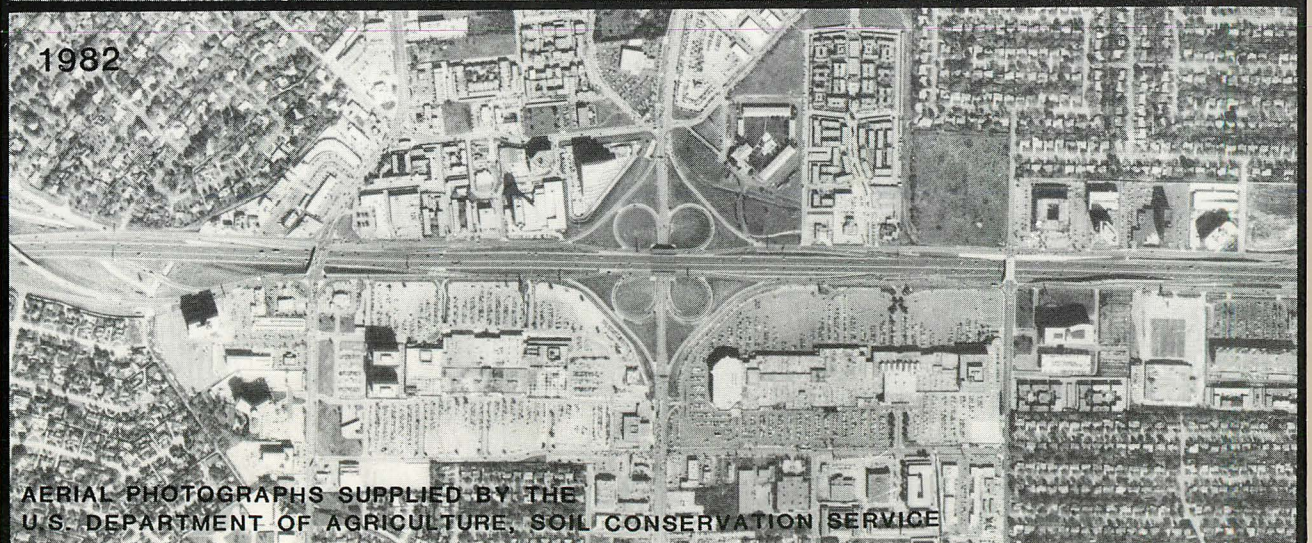 1982
AERIAL PHOTOGRAPHS SUPPLIED BY THE
U.S. DEPARTMENT OF AGRICULTURE, SOIL CONSERVATION SERVICE